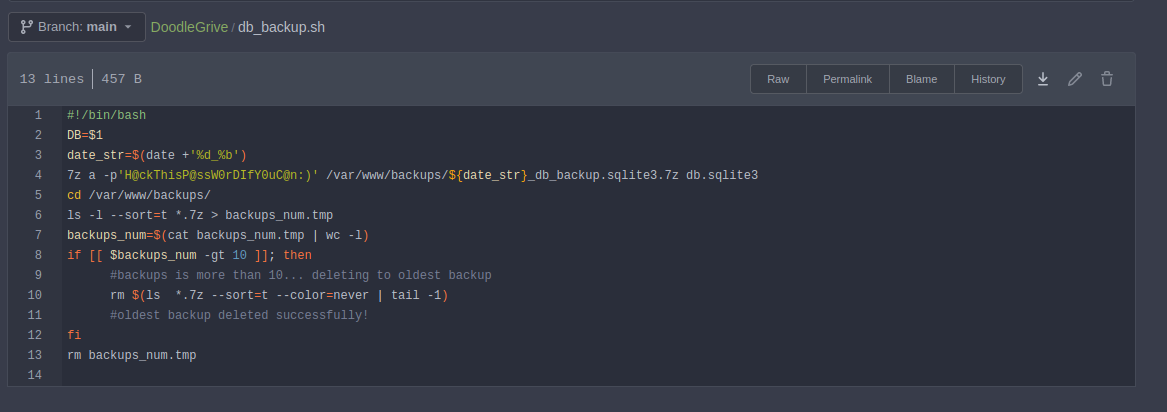 Branch: main DoodleGrive / db_backup.sh
13 lines 457 B Raw Permalink Blame History
1 #!/bin/bash
2 DB=$1
3 date_str=$(date +'%d_%b')
4 7z a -p'H@ckThisP@ssW0rDIfY0uC@n:)' /var/www/backups/${date_str}_db_backup.sqlite3.7z db.sqlite3
5 cd /var/www/backups/
6 ls -l --sort=t *.7z > backups_num.tmp
7 backups_num=$(cat backups_num.tmp | wc -l)
8 if [[ $backups_num -gt 10 ]]; then
9 #backups is more than 10... deleting to oldest backup
10 rm $(ls  *.7z --sort=t --color=never | tail -1)
11 #oldest backup deleted successfully!
12 fi
13 rm backups_num.tmp
14